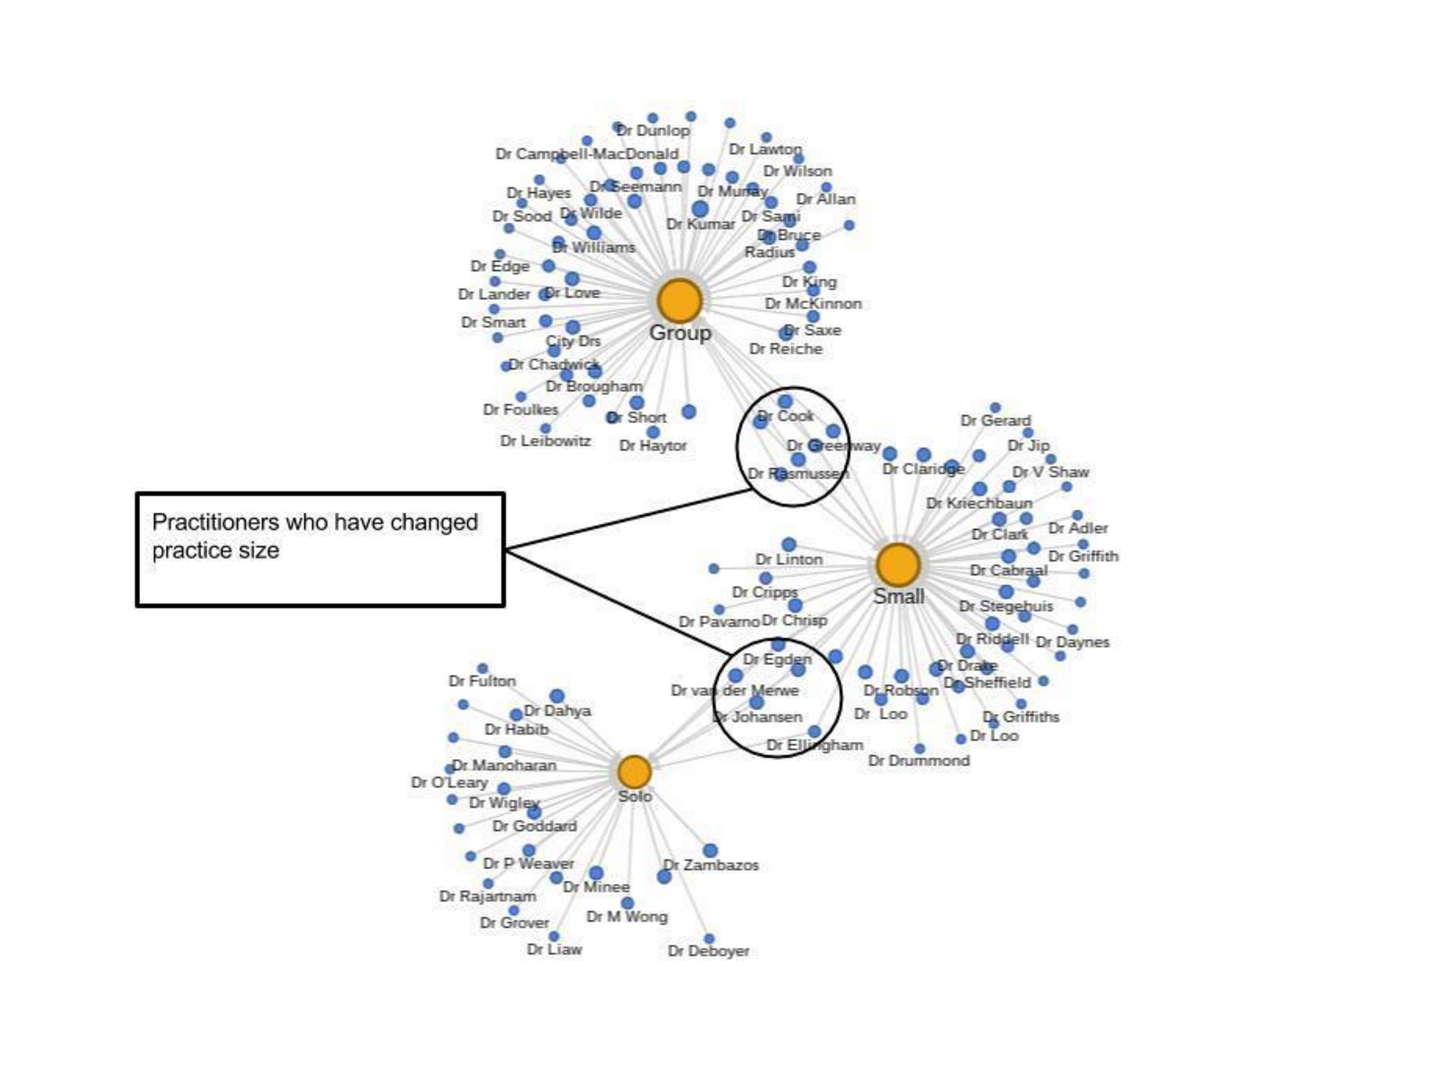 Dr Dunlop
Dr Lawton
Dr Campbell-MacDonald
Dr Wilson
Dr Seemann
Dr Murray
Dr Hayes
Dr Allan
Dr Sood
Dr Wilde
Dr Kumar
Dr Sami
Dr Bruce
Dr Williams
Radius
Dr Edge
Dr King
Dr Lander
Dr Love
Dr McKinnon
Dr Smart
Group
Dr Saxe
City Drs
Dr Reiche
Dr Chadwick
Dr Brougham
Dr Foulkes
Dr Short
Dr Cook
Dr Gerard
Dr Leibowitz
Dr Haytor
Dr Greenway
Dr Jip
Dr Rasmussen
Dr Claridge
Dr V Shaw
Dr Kriechbaun
Practitioners who have changed
practice size
Dr Clark
Dr Adler
Dr Linton
Dr Cabraal
Dr Griffith
Dr Cripps
Small
Dr Stegehuis
Dr Pavarno
Dr Chrisp
Dr Riddell
Dr Daynes
Dr Egden
Dr Drake
Dr Fulton
Dr van der Merwe
Dr Robson
Dr Sheffield
Dr Dahya
Dr Johansen
Dr Loo
Dr Griffiths
Dr Habib
Dr Ellingham
Dr Loo
Dr Manoharan
Dr Drummond
Dr O'Leary
Solo
Dr Wigley
Dr Goddard
Dr P Weaver
Dr Zambazos
Dr Rajartnam
Dr Minee
Dr Grover
Dr M Wong
Dr Liaw
Dr Deboyer